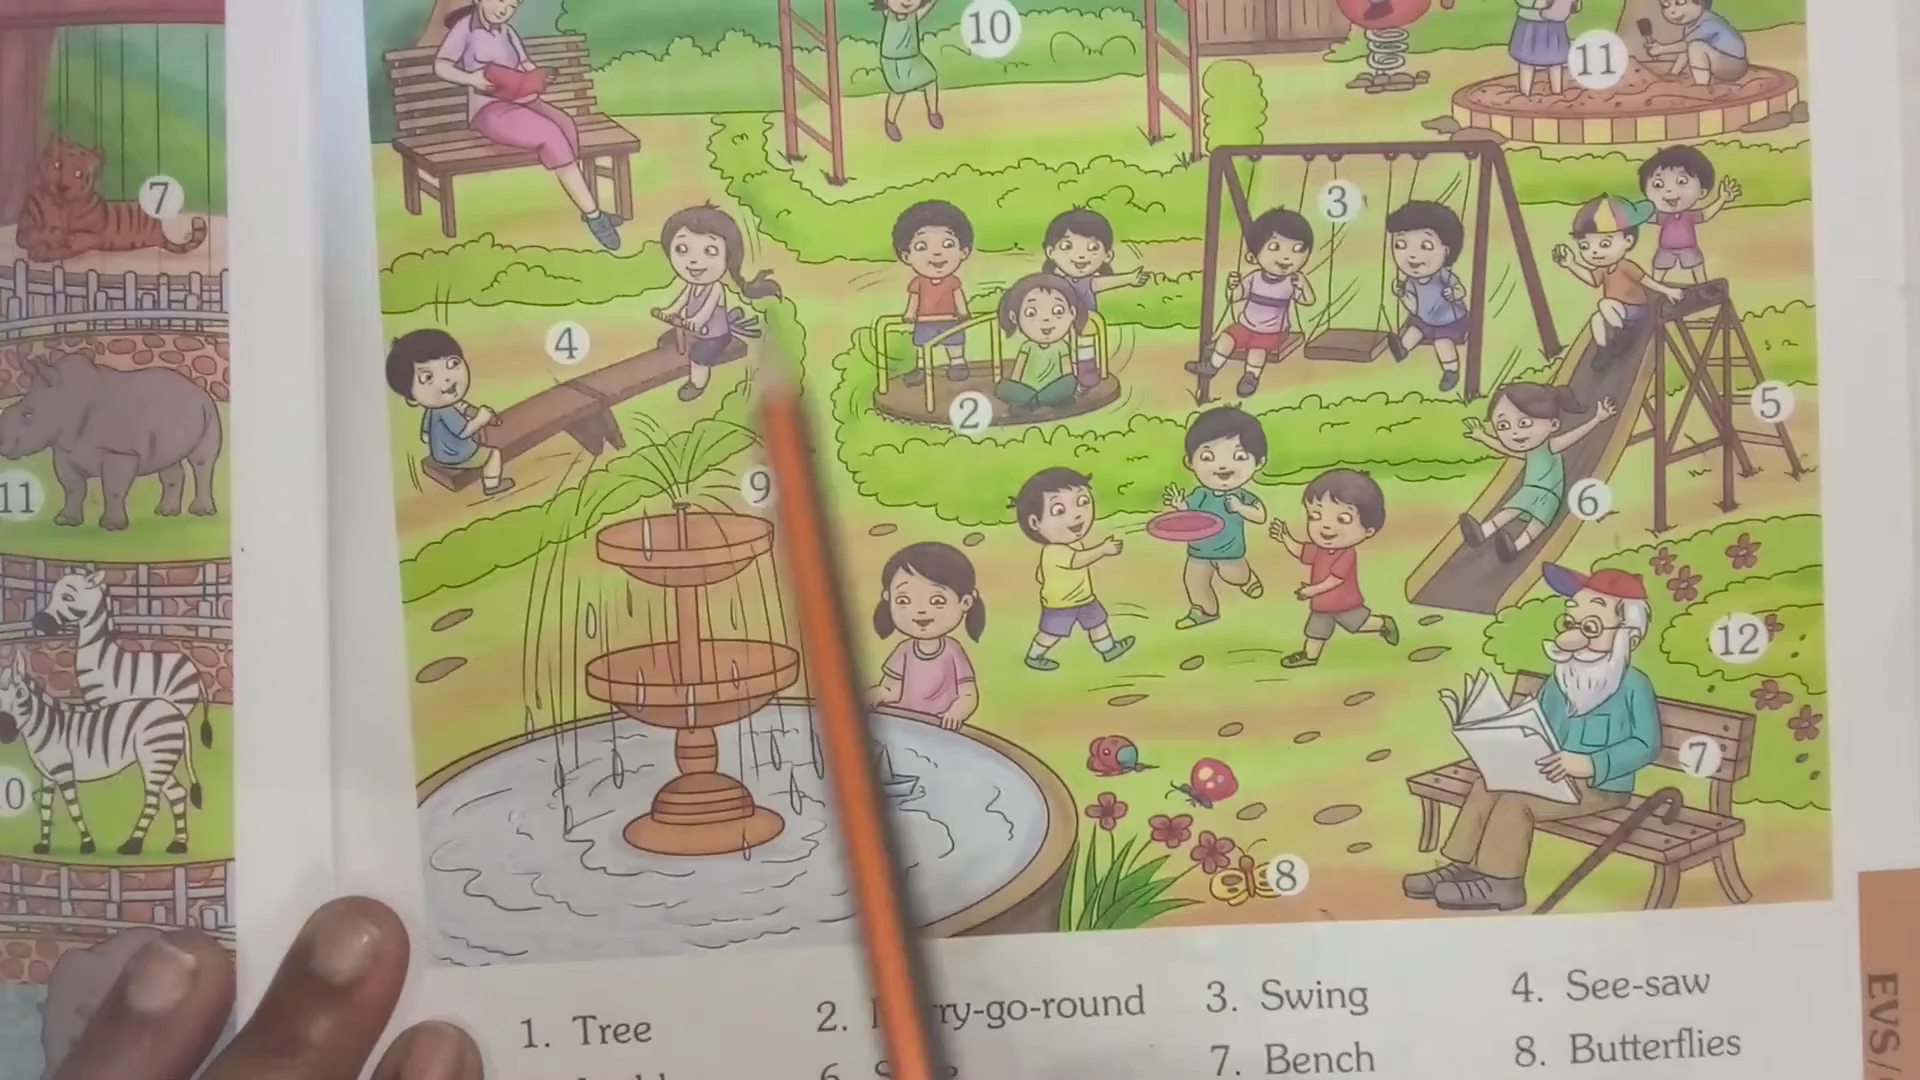 10
11
7
3
4
5
2
9
11
6
12
7
0
8
1. Tree
2. ry-go-round
3. Swing
4. See-saw
7. Bench
8. Butterflies
6. S
EVS/